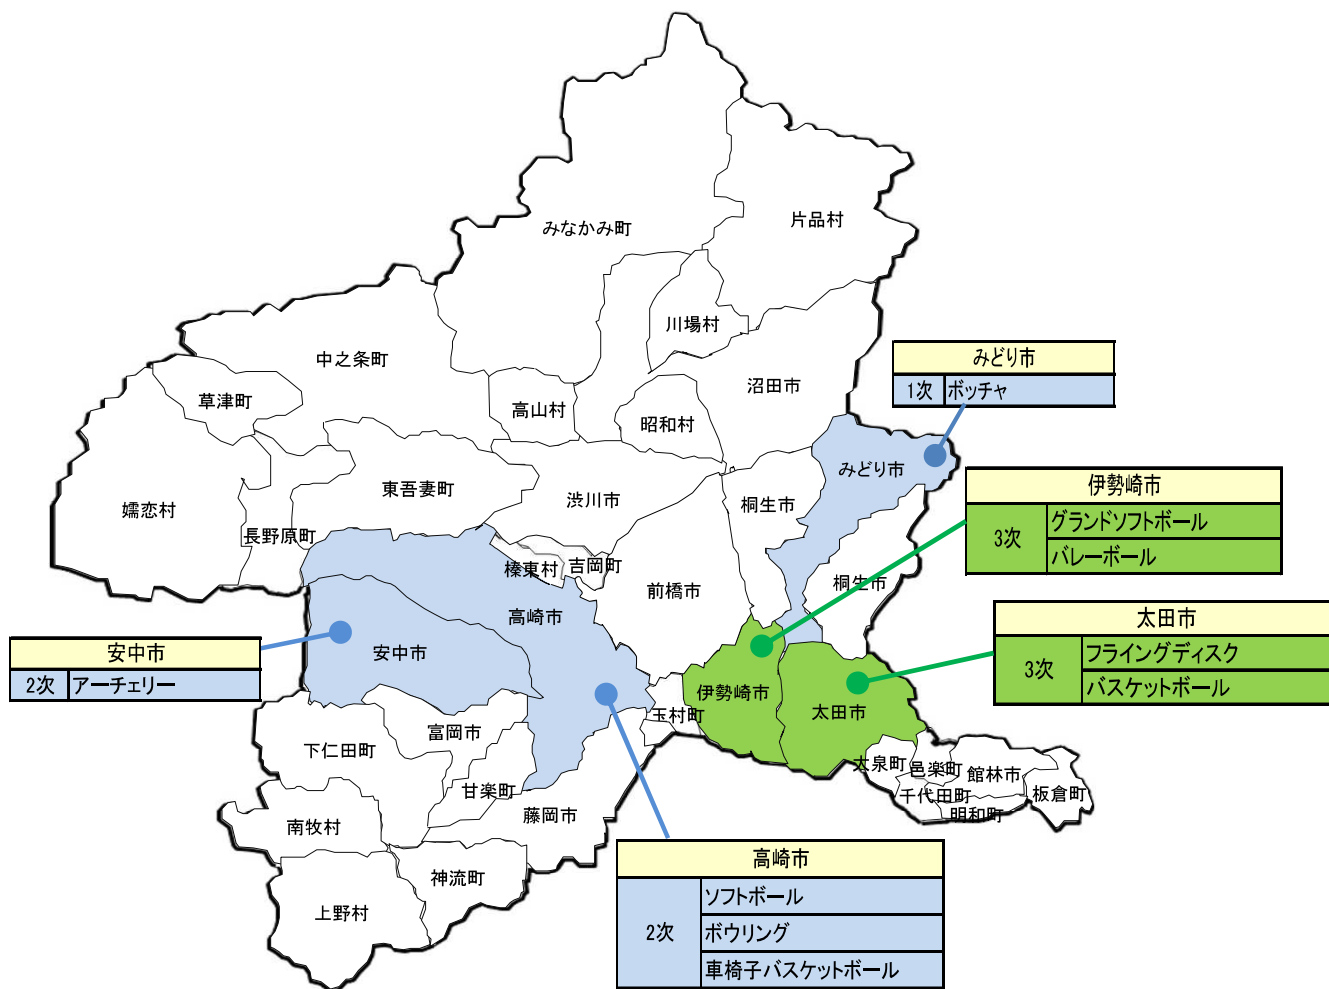 みなかみ町
片品村
川場村
中之条町
沼田市
みどり市
1次 ボッチャ
草津町
高山村
昭和村
みどり市
東吾妻町
渋川市
桐生市
伊勢崎市
3次
グランドソフトボール
バレーボール
嬬恋村
長野原町
榛東村
吉岡町
前橋市
桐生市
高崎市
太田市
3次
フライングディスク
バスケットボール
安中市
2次 アーチェリー
安中市
伊勢崎市
玉村町
太田市
富岡市
下仁田町
大泉町
邑楽町
館林市
甘楽町
千代田町
板倉町
藤岡市
明和町
南牧村
高崎市
2次
ソフトボール
ボウリング
車椅子バスケットボール
神流町
上野村